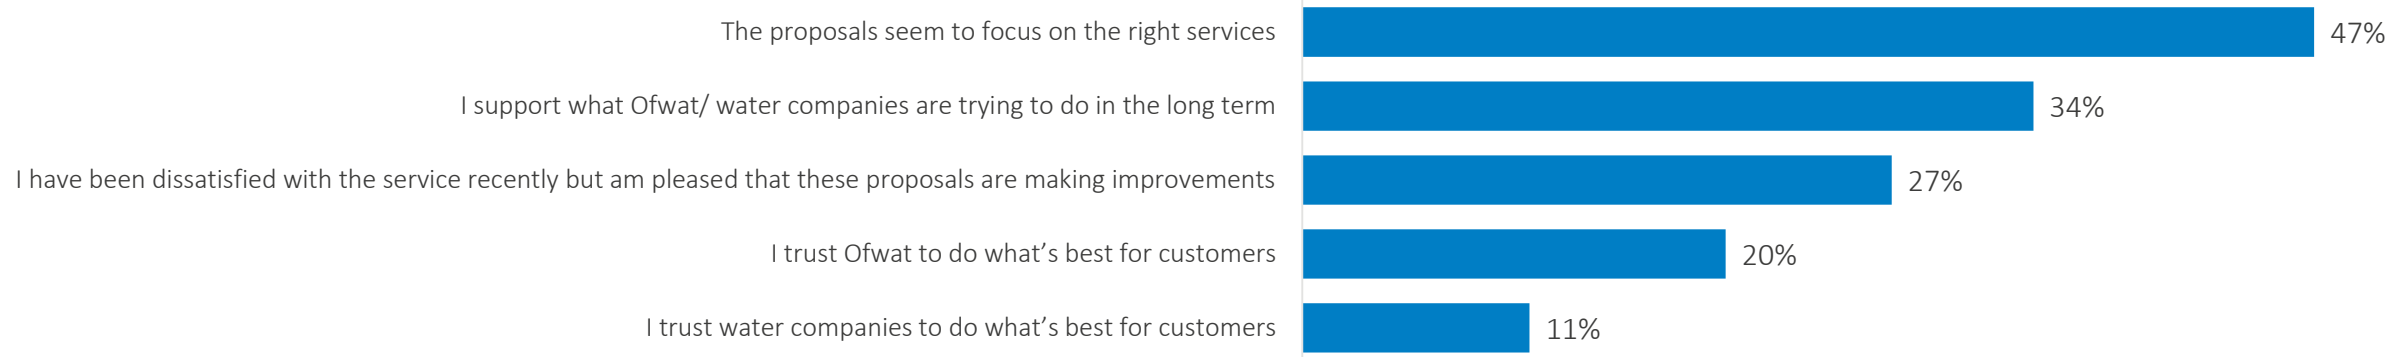 The proposals seem to focus on the right services 47%
I support what Ofwat/ water companies are trying to do in the long term 34%
I have been dissatisfied with the service recently but am pleased that these proposals are making improvements 27%
I trust Ofwat to do what’s best for customers 20%
I trust water companies to do what’s best for customers 11%